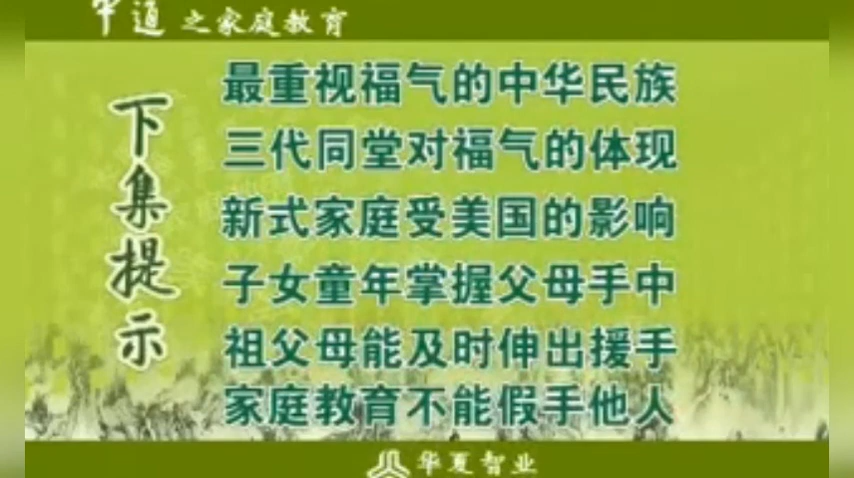 中道之家庭教育
下集提示
最重视福气的中华民族
三代同堂对福气的体现
新式家庭受美国的影响
子女童年掌握父母手中
祖父母能及时伸出援手
家庭教育不能假手他人
华夏智业